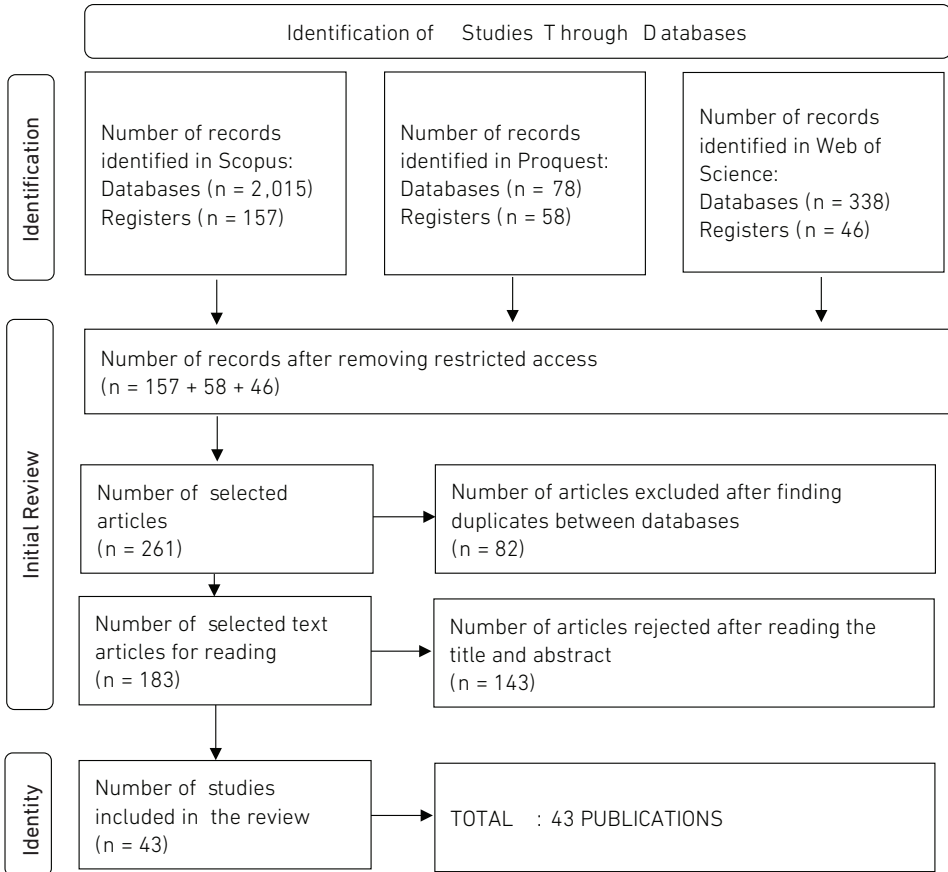 Identification of Studies Through Databases
Identification
Number of records
identified in Scopus:
Databases (n = 2,015)
Registers (n = 157)
Number of records
identified in Proquest:
Databases (n = 78)
Registers (n = 58)
Number of records
identified in Web of
Science:
Databases (n = 338)
Registers (n = 46)
Initial Review
Number of records after removing restricted access
(n = 157 + 58 + 46)
Number of selected
articles
(n = 261)
Number of articles excluded after finding
duplicates between databases
(n = 82)
Number of selected text
articles for reading
(n = 183)
Number of articles rejected after reading the
title and abstract
(n = 143)
Identity
Number of studies
included in the review
(n = 43)
TOTAL : 43 PUBLICATIONS